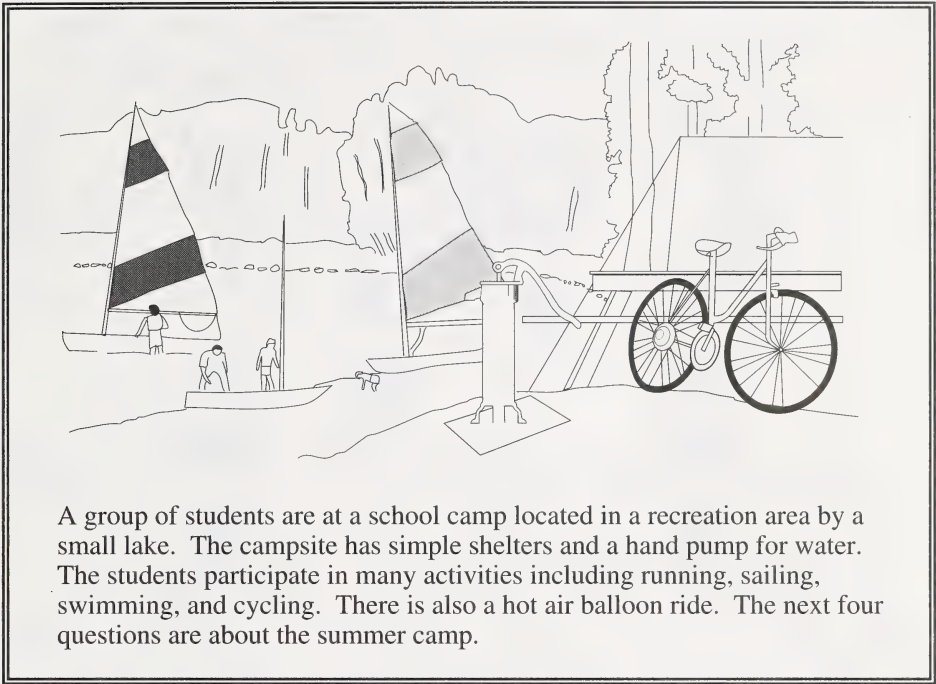 A group of students are at a school camp located in a recreation area by a
small lake. The campsite has simple shelters and a hand pump for water.
The students participate in many activities including running, sailing,
swimming, and cycling. There is also a hot air balloon ride. The next four
questions are about the summer camp.